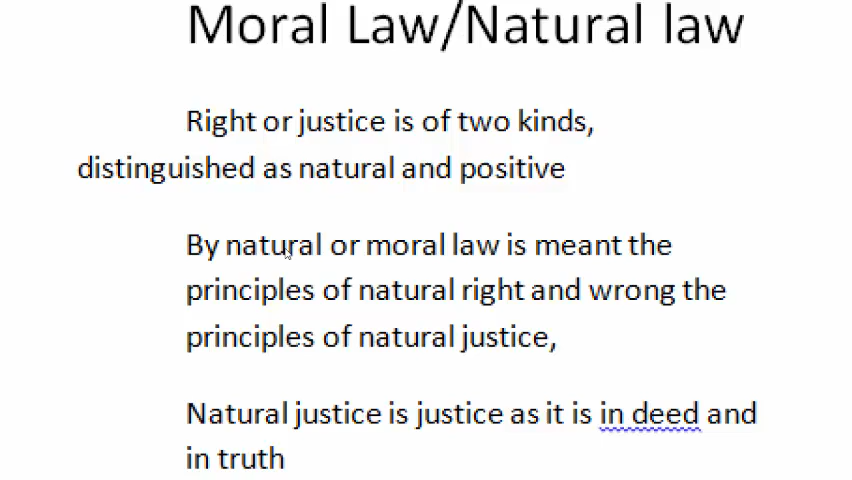 Moral Law/Natural law
Right or justice is of two kinds,
distinguished as natural and positive
By natural or moral law is meant the
principles of natural right and wrong the
principles of natural justice,
Natural justice is justice as it is in deed and
in truth